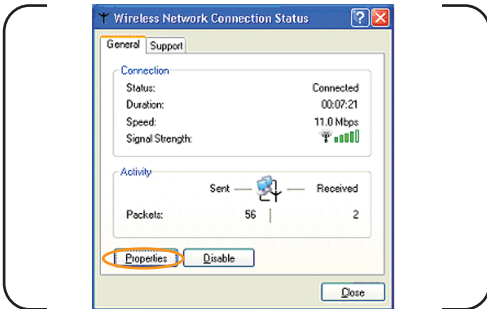 Wireless Network Connection Status
General Support
Connection
Status: Connected
Duration: 00:07:21
Speed: 11.0 Mbps
Signal Strength:
Activity
Sent Received
Packets: 56 2
Properties Disable
Close